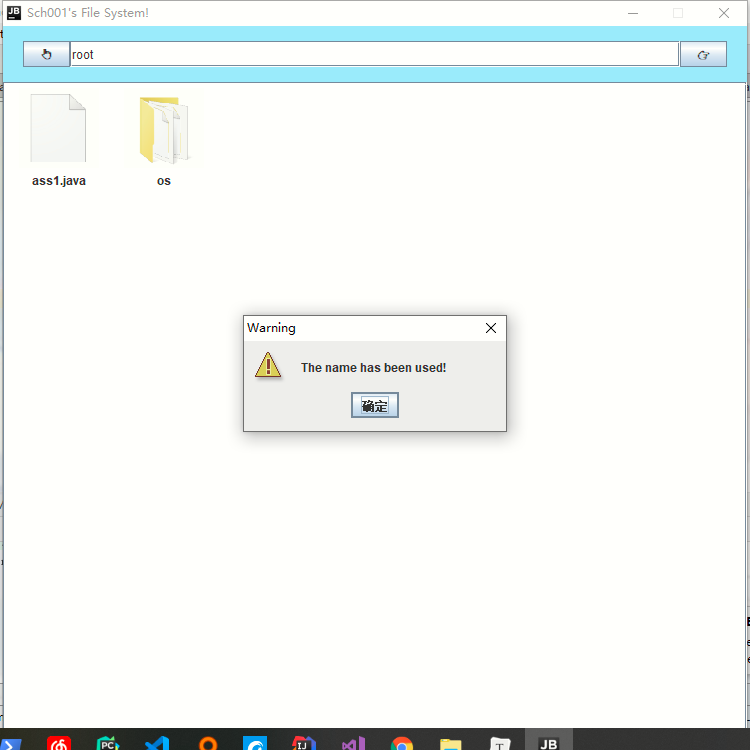 JB Sch001's File System!
root
ass1.java os
Warning
The name has been used!
确定
PC IJ T JB